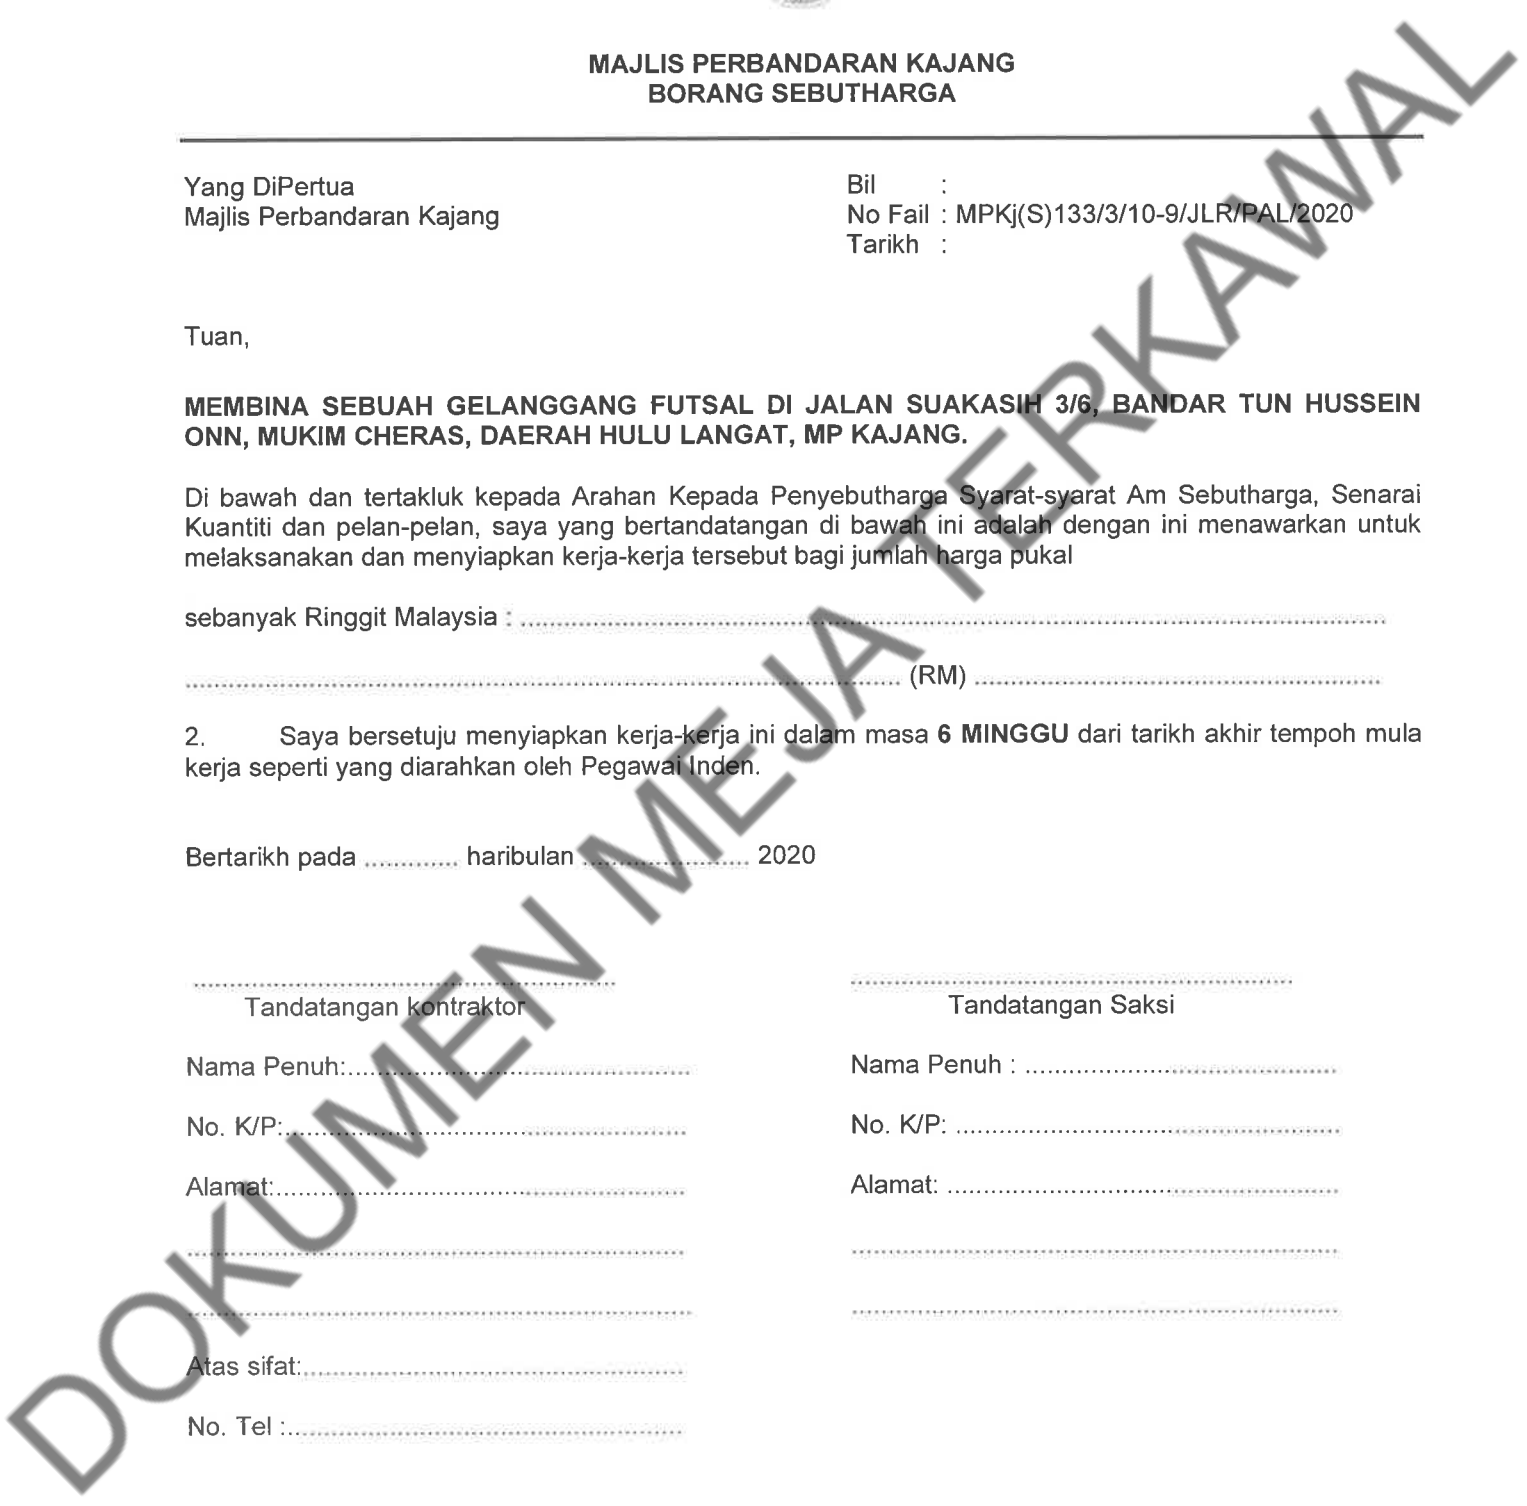 MAJLIS PERBANDARAN KAJANG
BORANG SEBUTHARGA
Yang DiPertua
Majlis Perbandaran Kajang
Bil :
No Fail : MPKj(S)133/3/10-9/JLR/PAL/2020
Tarikh :
Tuan,
MEMBINA SEBUAH GELANGGANG FUTSAL DI JALAN SUAKASIH 3/6, BANDAR TUN HUSSEIN
ONN, MUKIM CHERAS, DAERAH HULU LANGAT, MP KAJANG.
Di bawah dan tertakluk kepada Arahan Kepada Penyebutharga Syarat-syarat Am Sebutharga, Senarai
Kuantiti dan pelan-pelan, saya yang bertandatangan di bawah ini adalah dengan ini menawarkan untuk
melaksanakan dan menyiapkan kerja-kerja tersebut bagi jumlah harga pukal
sebanyak Ringgit Malaysia : ........................................
........................................ (RM) ........................................
2. Saya bersetuju menyiapkan kerja-kerja ini dalam masa 6 MINGGU dari tarikh akhir tempoh mula
kerja seperti yang diarahkan oleh Pegawai Inden.
Bertarikh pada ............. haribulan ....................... 2020
Tandatangan kontraktor
Nama Penuh:........................................
No. K/P:........................................
Alamat:........................................
Atas sifat:........................................
No. Tel :........................................
Tandatangan Saksi
Nama Penuh : ........................................
No. K/P: ........................................
Alamat: ........................................
DOKUMEN MEJA TERKAWAL